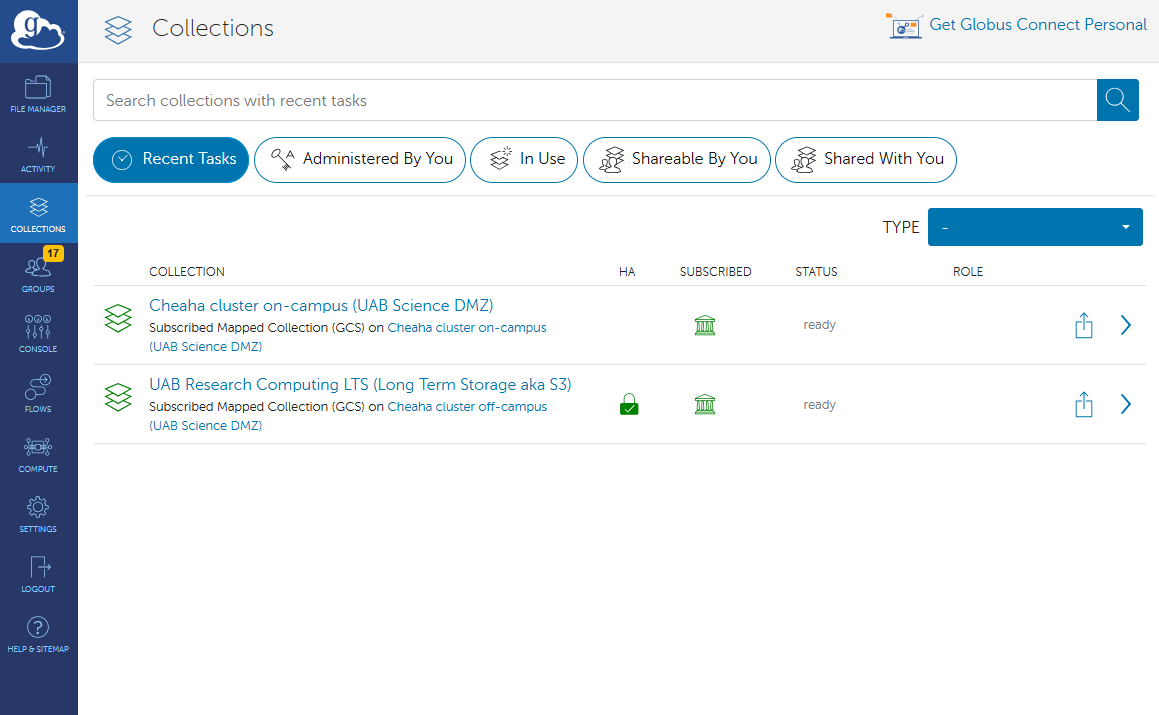 g
Collections
Get Globus Connect Personal
FILE MANAGER
ACTIVITY
COLLECTIONS
17
GROUPS
CONSOLE
FLOWS
COMPUTE
SETTINGS
LOGOUT
HELP & SITEMAP
Search collections with recent tasks
Recent Tasks
Administered By You
In Use
Shareable By You
Shared With You
TYPE
-
COLLECTION HA SUBSCRIBED STATUS ROLE
Cheaha cluster on-campus (UAB Science DMZ)
Subscribed Mapped Collection (GCS) on Cheaha cluster on-campus
(UAB Science DMZ)
ready
UAB Research Computing LTS (Long Term Storage aka S3)
Subscribed Mapped Collection (GCS) on Cheaha cluster off-campus
(UAB Science DMZ)
ready